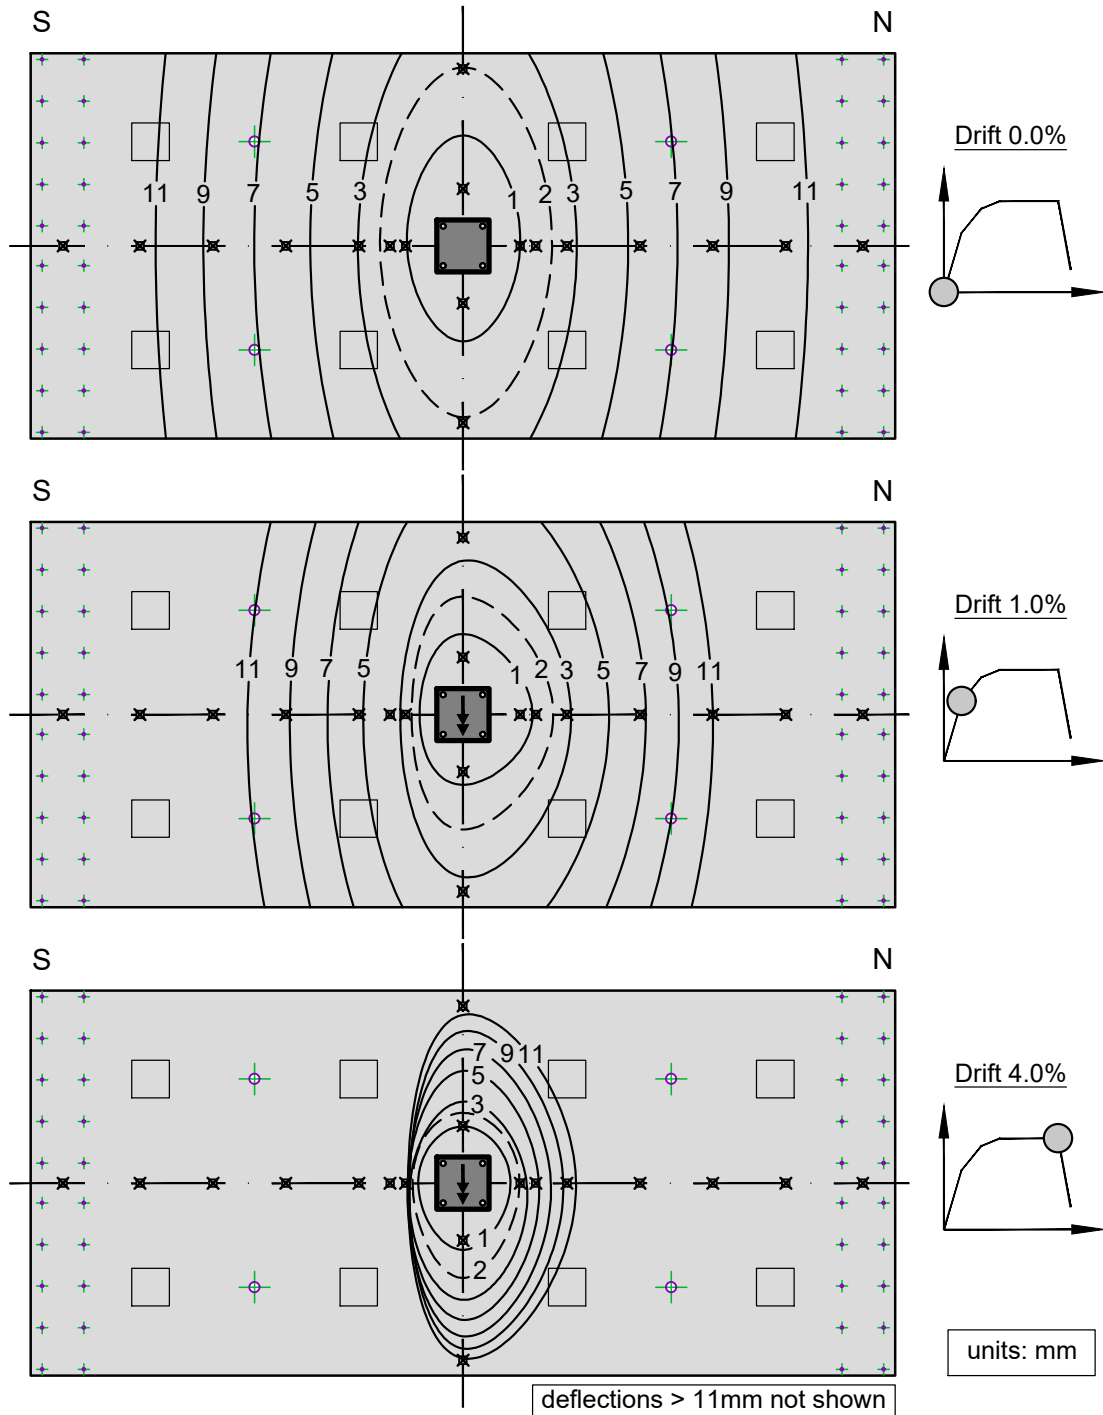 S N
Drift 0.0%
11 9 7 5 3 1 2 3 5 7 9 11
S N
Drift 1.0%
11 9 7 5 1 2 3 5 7 9 11
S N
7 9 11
5
3
1
2
Drift 4.0%
units: mm
deflections > 11mm not shown